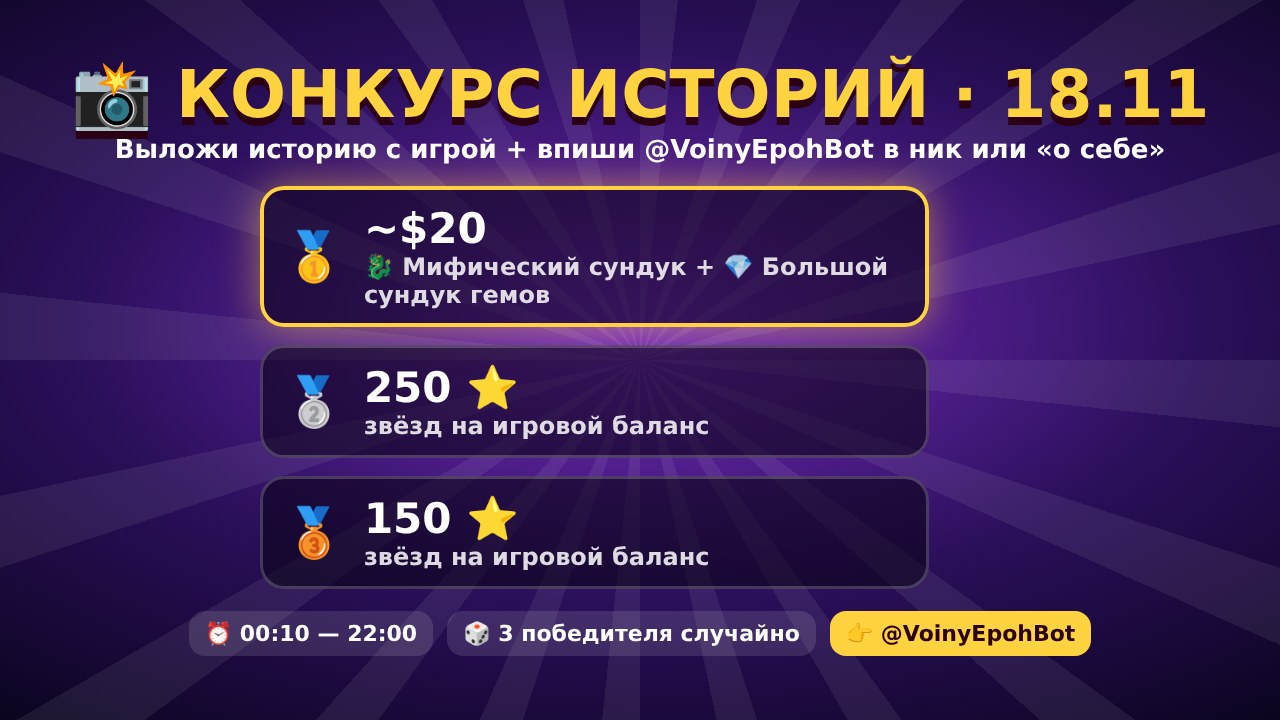 📸 КОНКУРС ИСТОРИЙ · 18.11
Выложи историю с игрой + впиши @VoinyEpohBot в ник или «о себе»
🥇 ~$20
🐉 Мифический сундук + 💎 Большой
сундук гемов
🥈 250 ⭐
звёзд на игровой баланс
🥉 150 ⭐
звёзд на игровой баланс
⏰ 00:10 — 22:00
🎲 3 победителя случайно
👉 @VoinyEpohBot